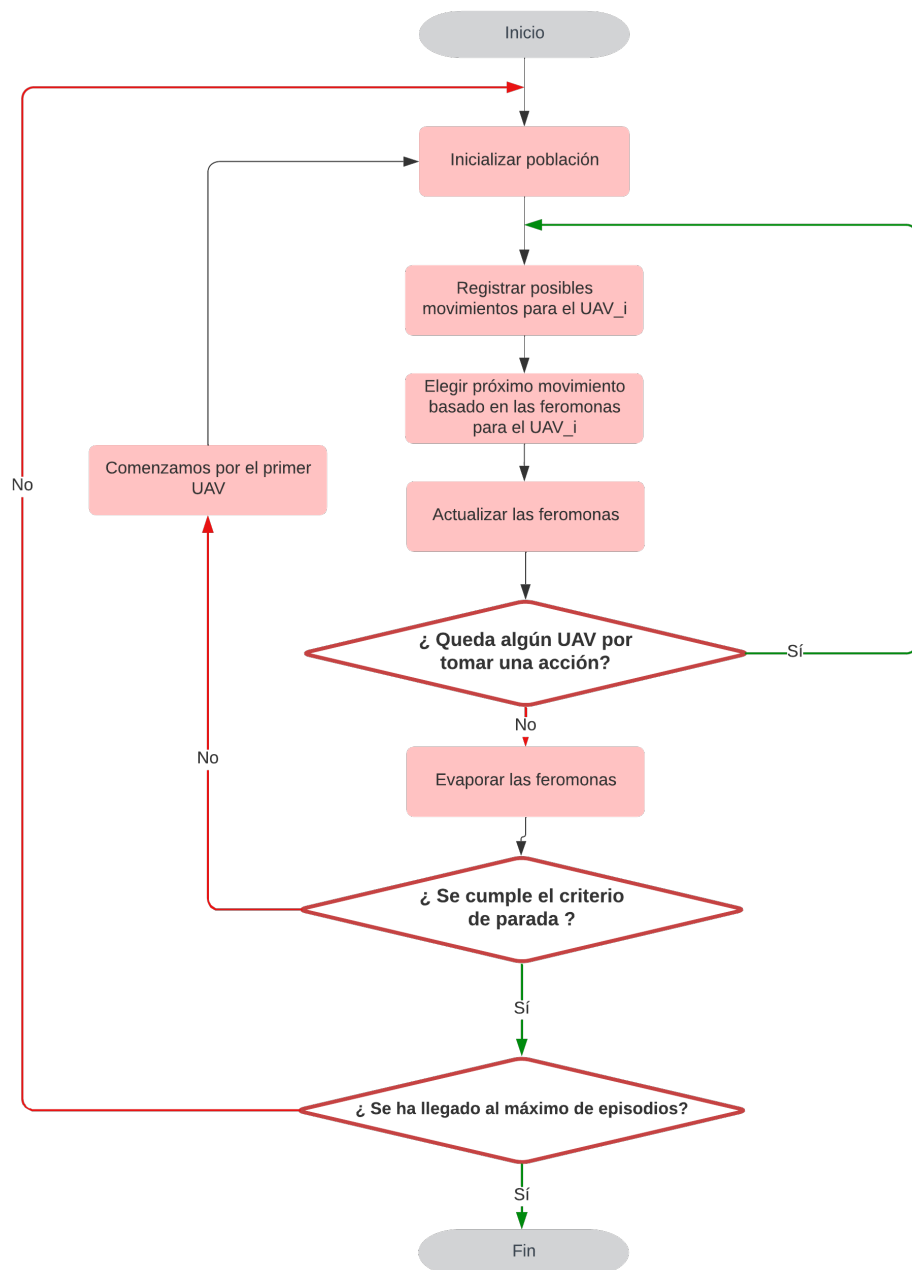 Inicio
Inicializar población
Registrar posibles
movimientos para el UAV_i
Elegir próximo movimiento
basado en las feromonas
para el UAV_i
Comenzamos por el primer
UAV
No
Actualizar las feromonas
¿ Queda algún UAV por
tomar una acción?
Sí
No
No
Evaporar las feromonas
¿ Se cumple el criterio
de parada ?
Sí
¿ Se ha llegado al máximo de episodios?
Sí
Fin